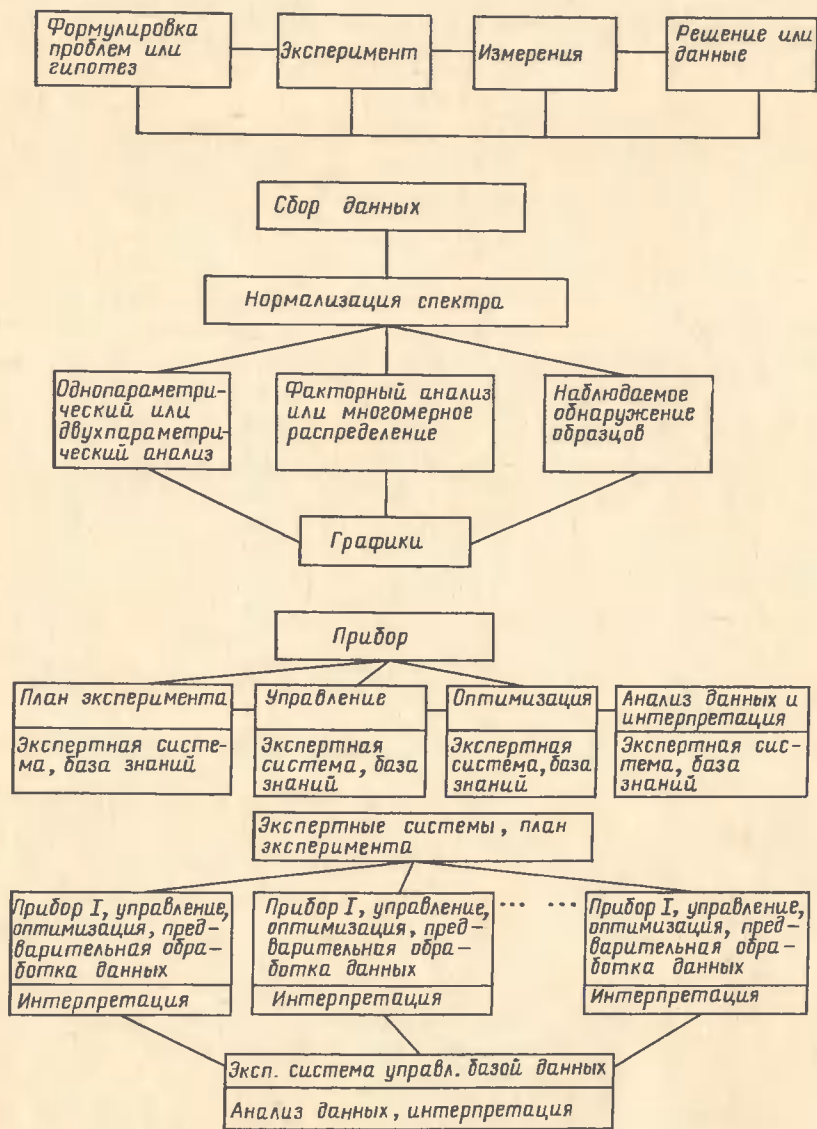 Формулировка
проблем или
гипотез
Эксперимент
Измерения
Решение или
данные
Сбор данных
Нормализация спектра
Однопараметри-
ческий или
двухпараметри-
ческий анализ
Факторный анализ
или многомерное
распределение
Наблюдаемое
обнаружение
образцов
Графики
Прибор
План эксперимента
Экспертная систе-
ма, база знаний
Управление
Экспертная
система, база
знаний
Оптимизация
Экспертная
система, база
знаний
Анализ данных и
интерпретация
Экспертная сис-
тема, база
знаний
Экспертные системы, план
эксперимента
Прибор I, управление,
оптимизация, пред-
варительная обра-
ботка данных
Интерпретация
Прибор I, управление,
оптимизация, пред-
варительная обра-
ботка данных
Интерпретация
... ...
Прибор I, управление,
оптимизация, пред-
варительная обра-
ботка данных
Интерпретация
Эксп. система управл. базой данных
Анализ данных, интерпретация